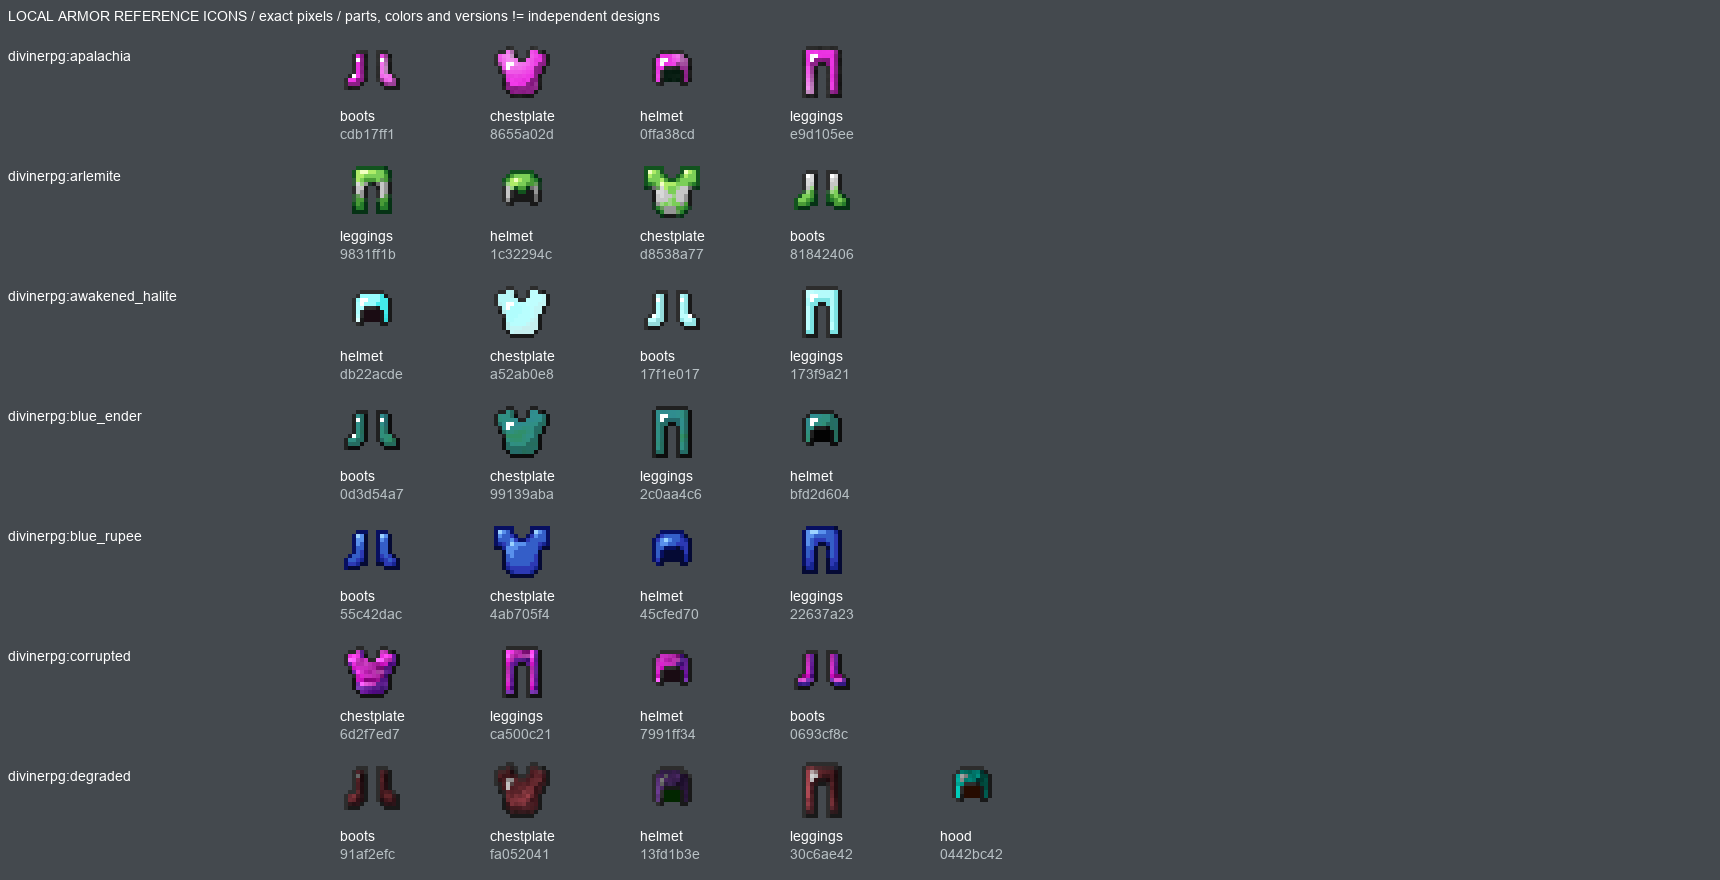 LOCAL ARMOR REFERENCE ICONS / exact pixels / parts, colors and versions != independent designs
divinerpg:apalachia
boots chestplate helmet leggings
cdb17ff1 8655a02d 0ffa38cd e9d105ee
divinerpg:arlemite
leggings helmet chestplate boots
9831ff1b 1c32294c d8538a77 81842406
divinerpg:awakened_halite
helmet chestplate boots leggings
db22acde a52ab0e8 17f1e017 173f9a21
divinerpg:blue_ender
boots chestplate leggings helmet
0d3d54a7 99139aba 2c0aa4c6 bfd2d604
divinerpg:blue_rupee
boots chestplate helmet leggings
55c42dac 4ab705f4 45cfed70 22637a23
divinerpg:corrupted
chestplate leggings helmet boots
6d2f7ed7 ca500c21 7991ff34 0693cf8c
divinerpg:degraded
boots chestplate helmet leggings hood
91af2efc fa052041 13fd1b3e 30c6ae42 0442bc42